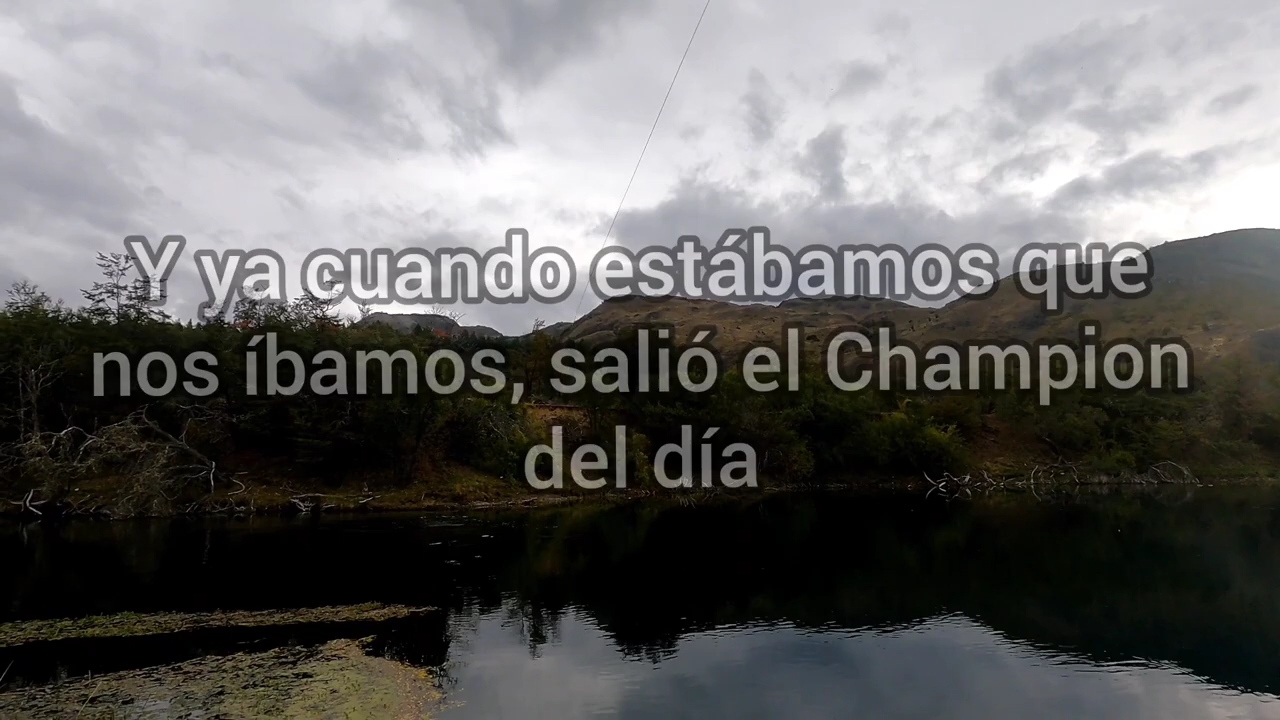 Y ya cuando estábamos que
nos íbamos, salió el Champion
del día